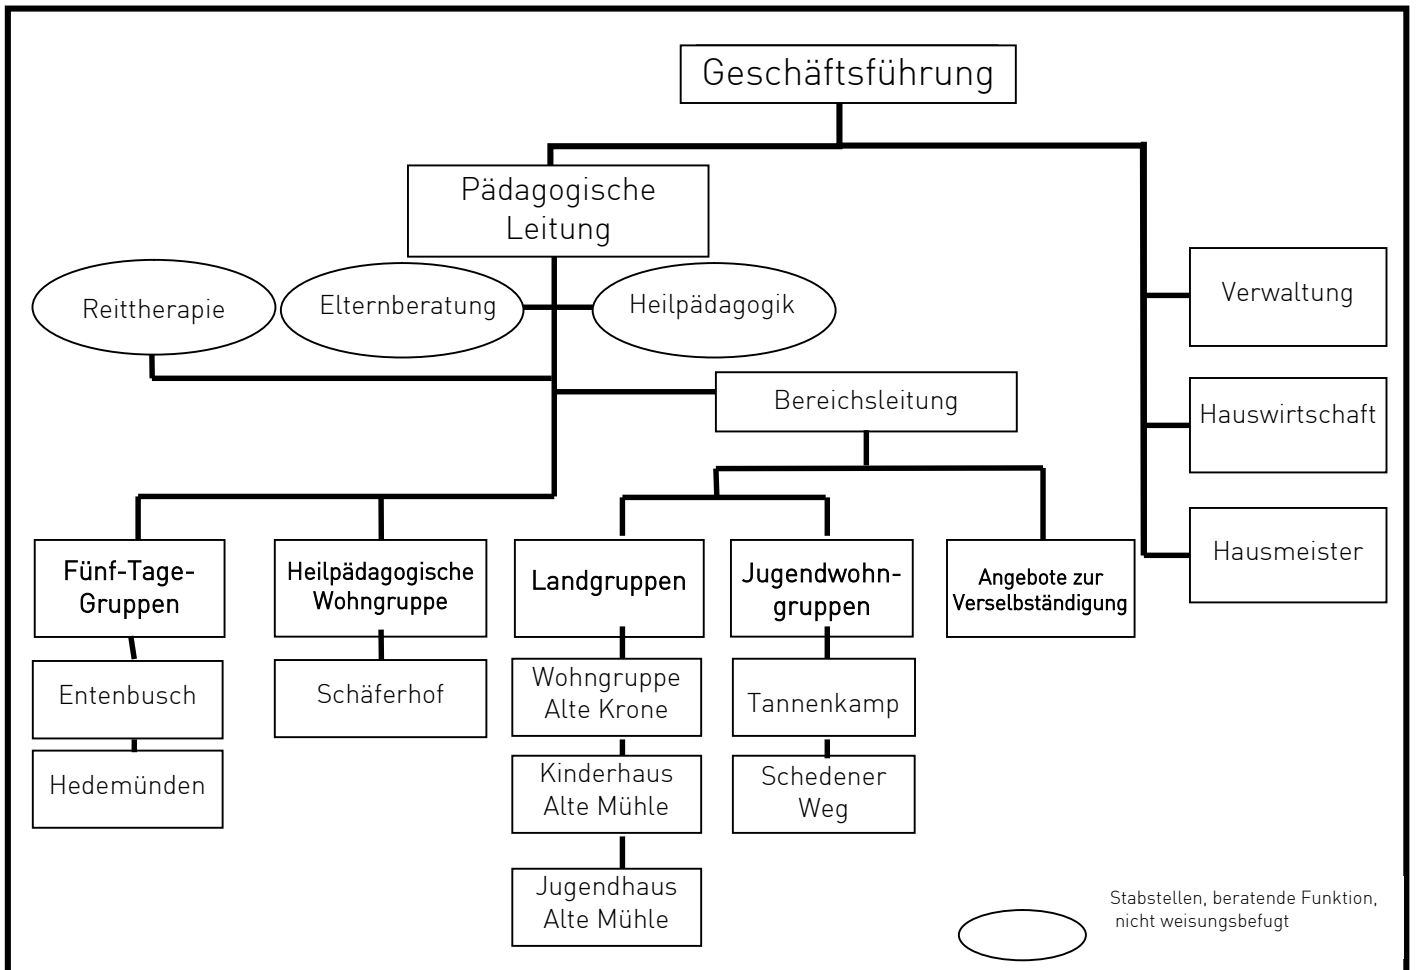 Geschäftsführung
Pädagogische
Leitung
Reittherapie
Elternberatung
Heilpädagogik
Verwaltung
Bereichsleitung
Hauswirtschaft
Hausmeister
Fünf-Tage-
Gruppen
Heilpädagogische
Wohngruppe
Landgruppen
Jugendwohn-
gruppen
Angebote zur
Verselbständigung
Entenbusch
Schäferhof
Wohngruppe
Alte Krone
Tannenkamp
Hedemünden
Kinderhaus
Alte Mühle
Schedener
Weg
Jugendhaus
Alte Mühle
Stabstellen, beratende Funktion,
nicht weisungsbefugt